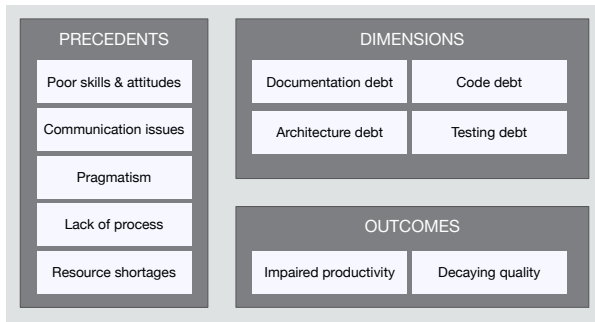 PRECEDENTS
Poor skills & attitudes
Communication issues
Pragmatism
Lack of process
Resource shortages
DIMENSIONS
Documentation debt
Code debt
Architecture debt
Testing debt
OUTCOMES
Impaired productivity
Decaying quality